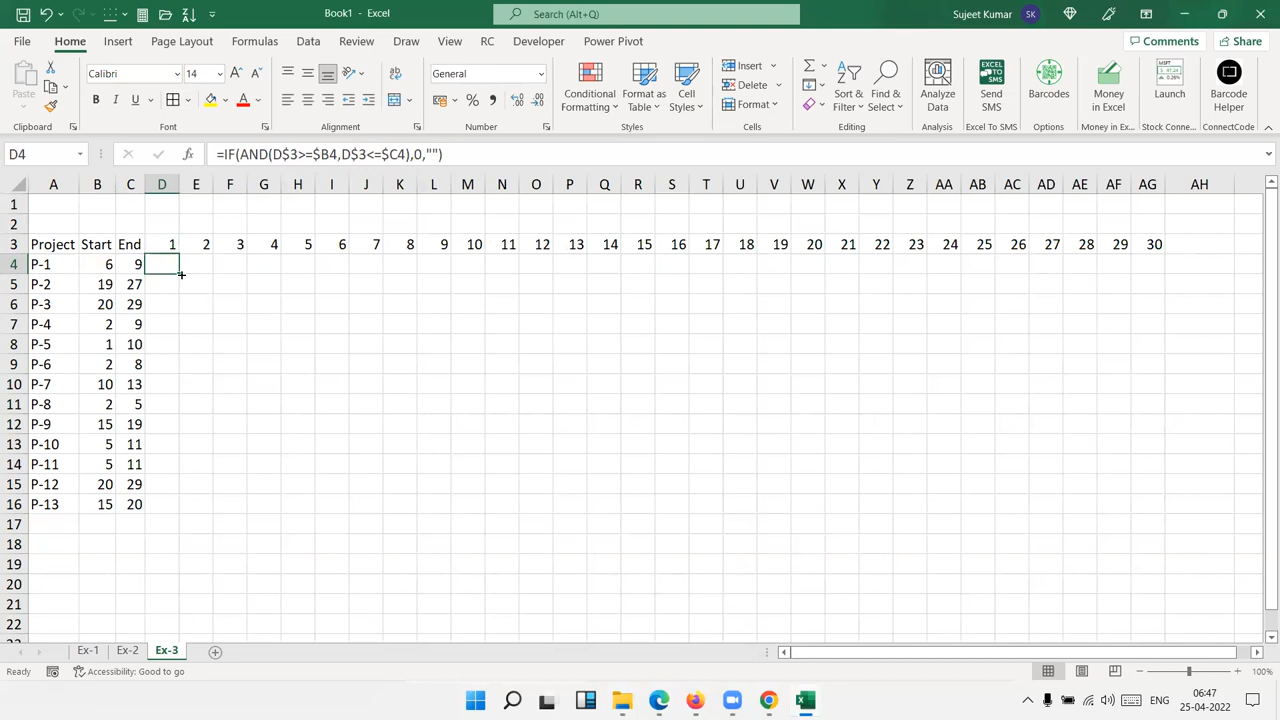 Book1 - Excel
Search (Alt+Q)
Sujeet Kumar
SK
File Home Insert Page Layout Formulas Data Review View Draw RC Developer Power Pivot
Comments
Share
Paste
Calibri 14
B I U
General
Conditional Formatting
Format as Table
Cell Styles
Insert
Delete
Format
Sort & Filter
Find & Select
Analyze Data
Send SMS
Barcodes
Money in Excel
Launch
Barcode Helper
Clipboard Font Alignment Number Styles Cells Editing Analysis Excel To SMS Options Money in Ex... Stock Conne... ConnectCode
D4
=IF(AND(D$3>=$B4,D$3<=$C4),0,"")
A B C D E F G H I J K L M N O P Q R S T U V W X Y Z AA AB AC AD AE AF AG AH
1
2
3 Project Start End 1 2 3 4 5 6 7 8 9 10 11 12 13 14 15 16 17 18 19 20 21 22 23 24 25 26 27 28 29 30
4 P-1 6 9
5 P-2 19 27
6 P-3 20 29
7 P-4 2 9
8 P-5 1 10
9 P-6 2 8
10 P-7 10 13
11 P-8 2 5
12 P-9 15 19
13 P-10 5 11
14 P-11 5 11
15 P-12 20 29
16 P-13 15 20
17
18
19
20
21
22
Ex-1 Ex-2 Ex-3
Ready
Accessibility: Good to go
100%
ENG
06:47
25-04-2022